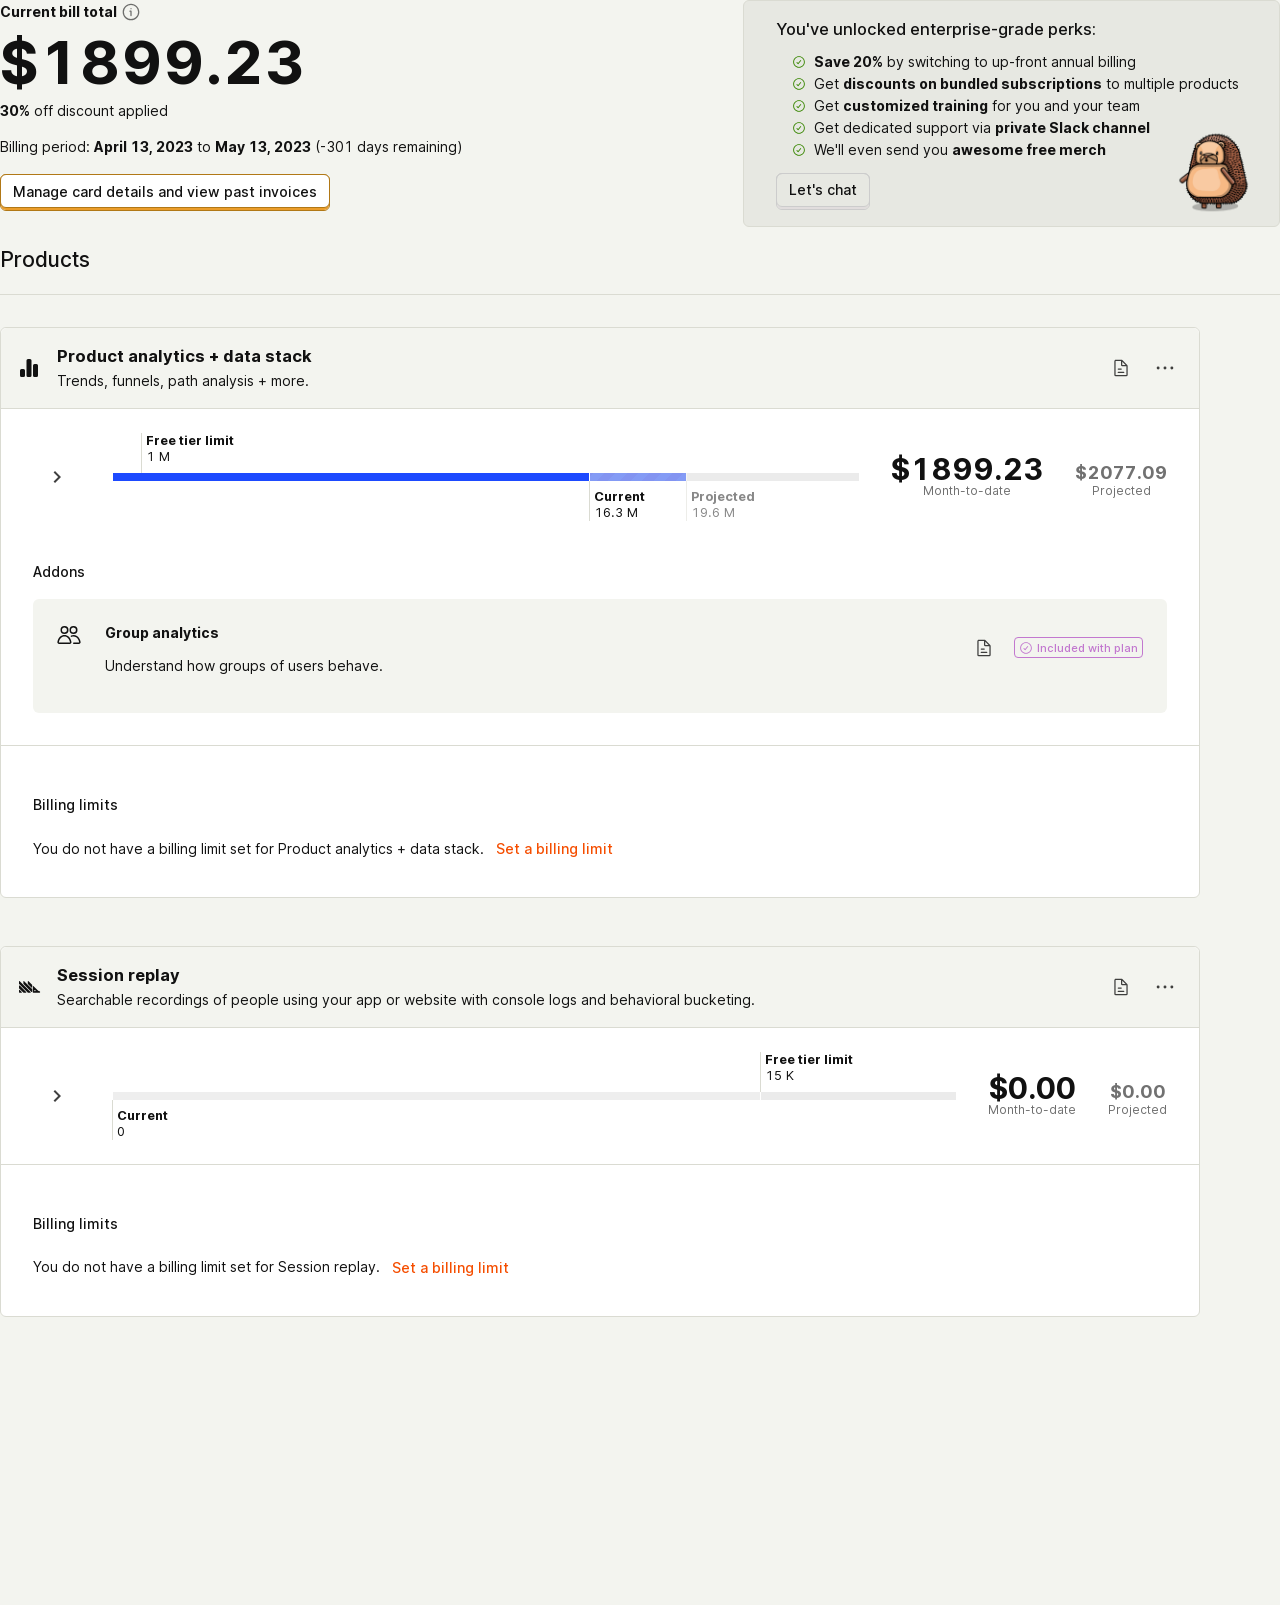 Current bill total
$1899.23
30% off discount applied
Billing period: April 13, 2023 to May 13, 2023 (-301 days remaining)
Manage card details and view past invoices
You've unlocked enterprise-grade perks:
Save 20% by switching to up-front annual billing
Get discounts on bundled subscriptions to multiple products
Get customized training for you and your team
Get dedicated support via private Slack channel
We'll even send you awesome free merch
Let's chat
Products
Product analytics + data stack
Trends, funnels, path analysis + more.
Free tier limit
1 M
Current
16.3 M
Projected
19.6 M
$1899.23
Month-to-date
$2077.09
Projected
Addons
Group analytics
Understand how groups of users behave.
Included with plan
Billing limits
You do not have a billing limit set for Product analytics + data stack. Set a billing limit
Session replay
Searchable recordings of people using your app or website with console logs and behavioral bucketing.
Free tier limit
15 K
Current
0
$0.00
Month-to-date
$0.00
Projected
Billing limits
You do not have a billing limit set for Session replay. Set a billing limit